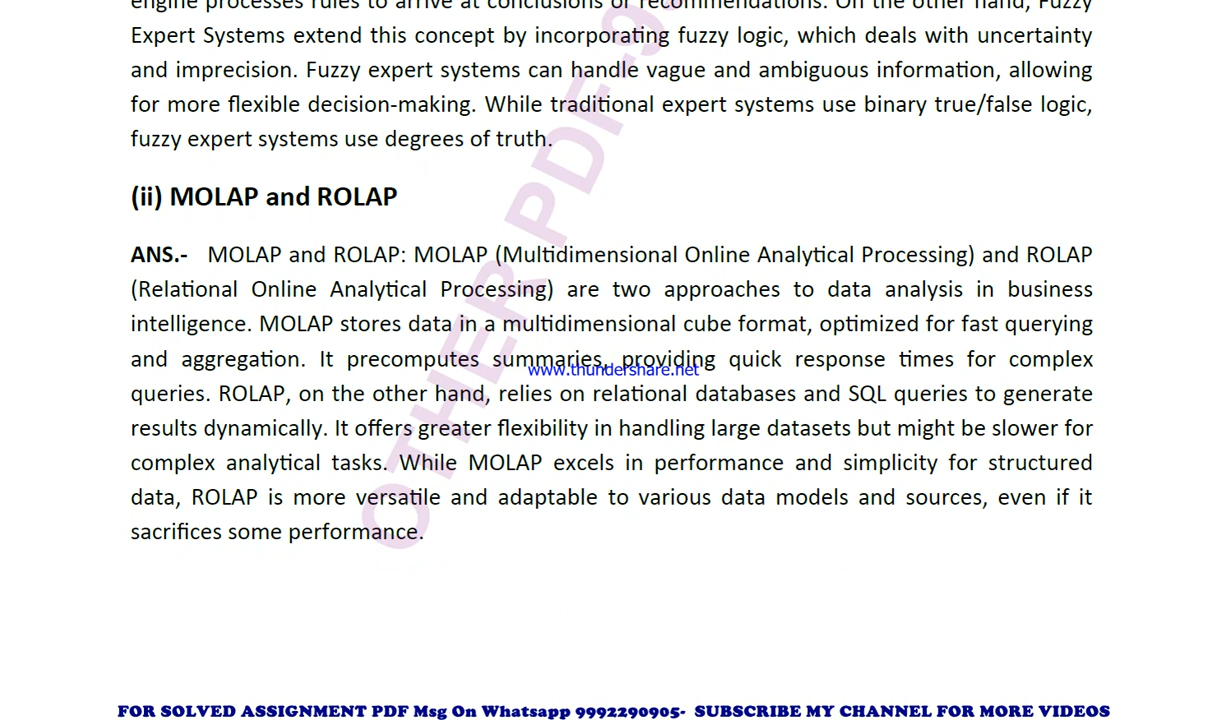 engine processes rules to arrive at conclusions or recommendations. On the other hand, Fuzzy
Expert Systems extend this concept by incorporating fuzzy logic, which deals with uncertainty
and imprecision. Fuzzy expert systems can handle vague and ambiguous information, allowing
for more flexible decision-making. While traditional expert systems use binary true/false logic,
fuzzy expert systems use degrees of truth.
(ii) MOLAP and ROLAP
ANS.- MOLAP and ROLAP: MOLAP (Multidimensional Online Analytical Processing) and ROLAP
(Relational Online Analytical Processing) are two approaches to data analysis in business
intelligence. MOLAP stores data in a multidimensional cube format, optimized for fast querying
and aggregation. It precomputes summaries, providing quick response times for complex
www.thundershare.net
queries. ROLAP, on the other hand, relies on relational databases and SQL queries to generate
results dynamically. It offers greater flexibility in handling large datasets but might be slower for
complex analytical tasks. While MOLAP excels in performance and simplicity for structured
data, ROLAP is more versatile and adaptable to various data models and sources, even if it
sacrifices some performance.
OTHER PDF-9
FOR SOLVED ASSIGNMENT PDF Msg On Whatsapp 9992290905- SUBSCRIBE MY CHANNEL FOR MORE VIDEOS